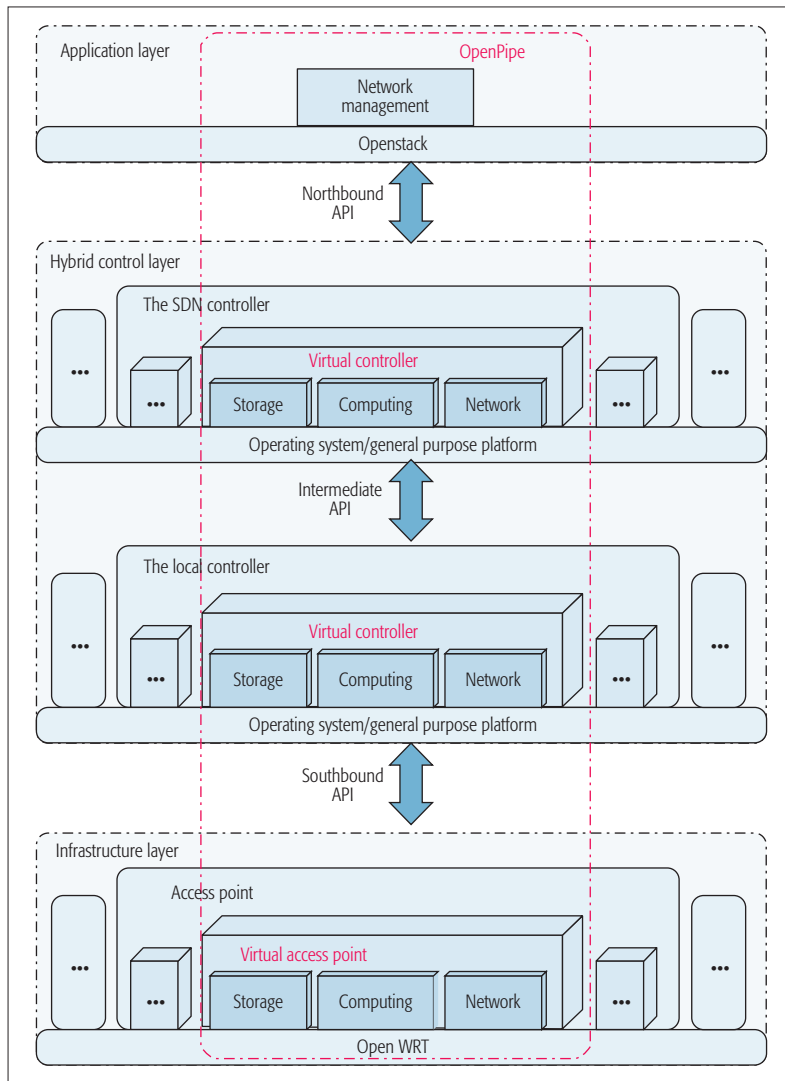 Application layer
OpenPipe
Network
management
Openstack
Northbound
API
Hybrid control layer
The SDN controller
Virtual controller
...
...
Storage
Computing
Network
...
...
Operating system/general purpose platform
Intermediate
API
The local controller
Virtual controller
...
...
Storage
Computing
Network
...
...
Operating system/general purpose platform
Southbound
API
Infrastructure layer
Access point
Virtual access point
...
...
Storage
Computing
Network
...
...
Open WRT